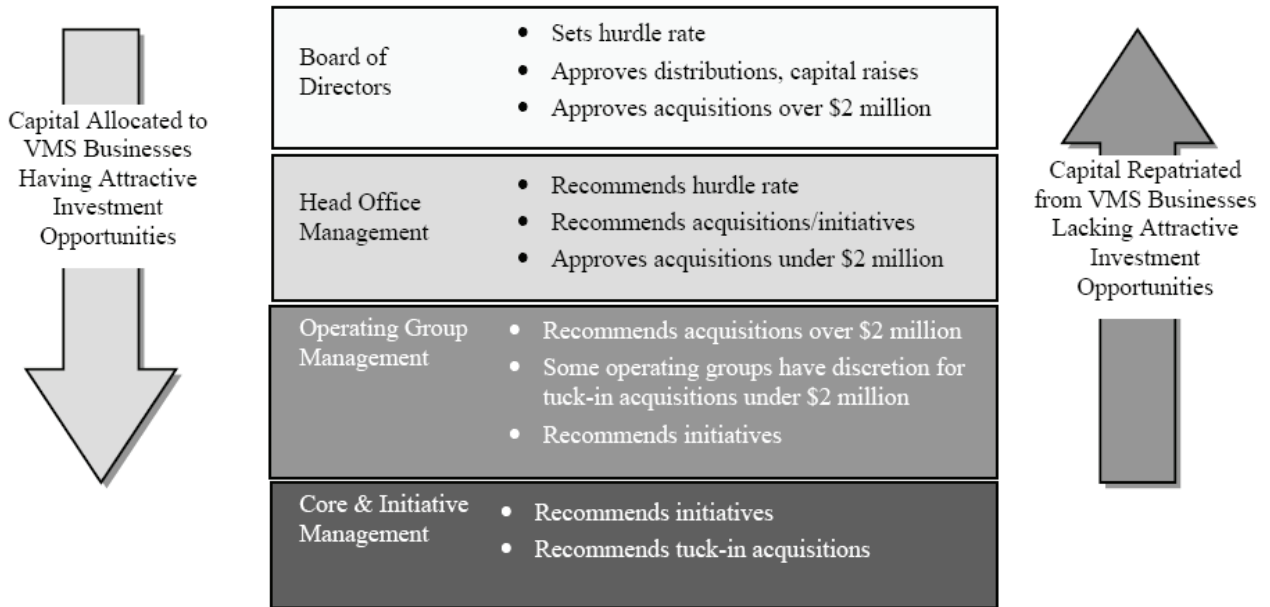 Capital Allocated to
VMS Businesses
Having Attractive
Investment
Opportunities
Board of
Directors
• Sets hurdle rate
• Approves distributions, capital raises
• Approves acquisitions over $2 million
Head Office
Management
• Recommends hurdle rate
• Recommends acquisitions/initiatives
• Approves acquisitions under $2 million
Operating Group
Management
• Recommends acquisitions over $2 million
• Some operating groups have discretion for
tuck-in acquisitions under $2 million
• Recommends initiatives
Core & Initiative
Management
• Recommends initiatives
• Recommends tuck-in acquisitions
Capital Repatriated
from VMS Businesses
Lacking Attractive
Investment
Opportunities